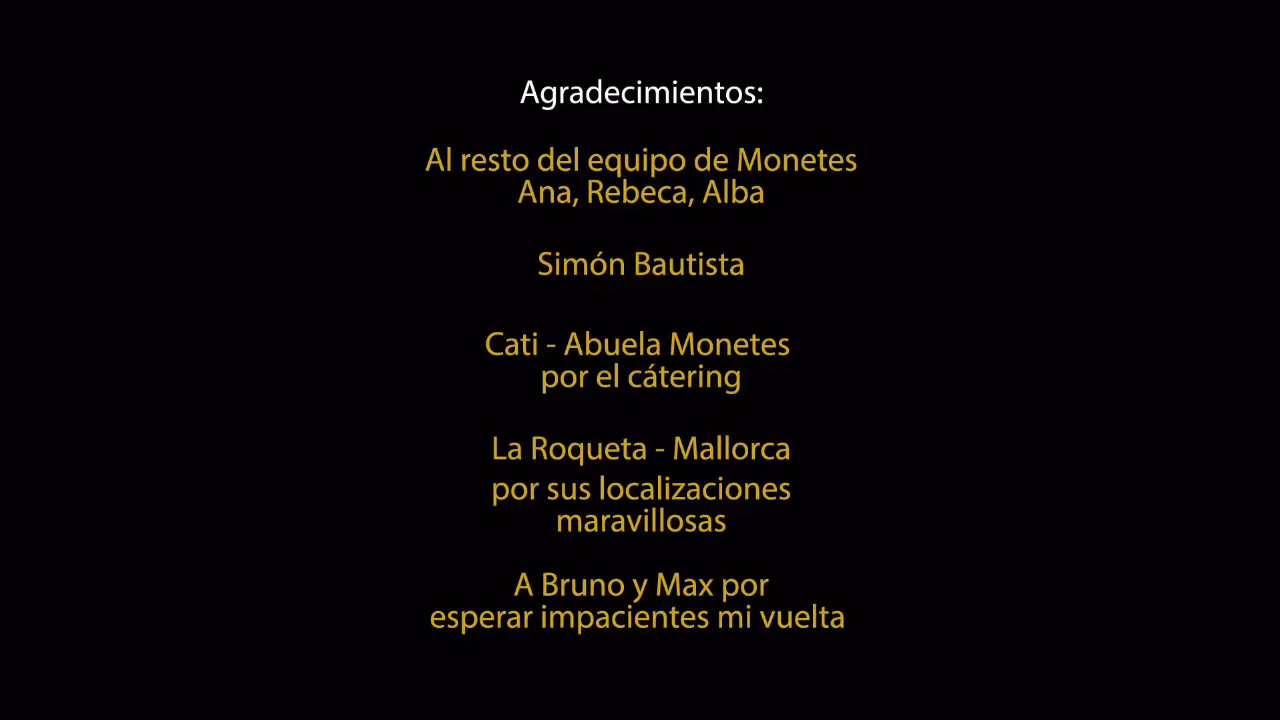 Agradecimientos:
Al resto del equipo de Monetes
Ana, Rebeca, Alba
Simón Bautista
Cati - Abuela Monetes
por el cátering
La Roqueta - Mallorca
por sus localizaciones
maravillosas
A Bruno y Max por
esperar impacientes mi vuelta